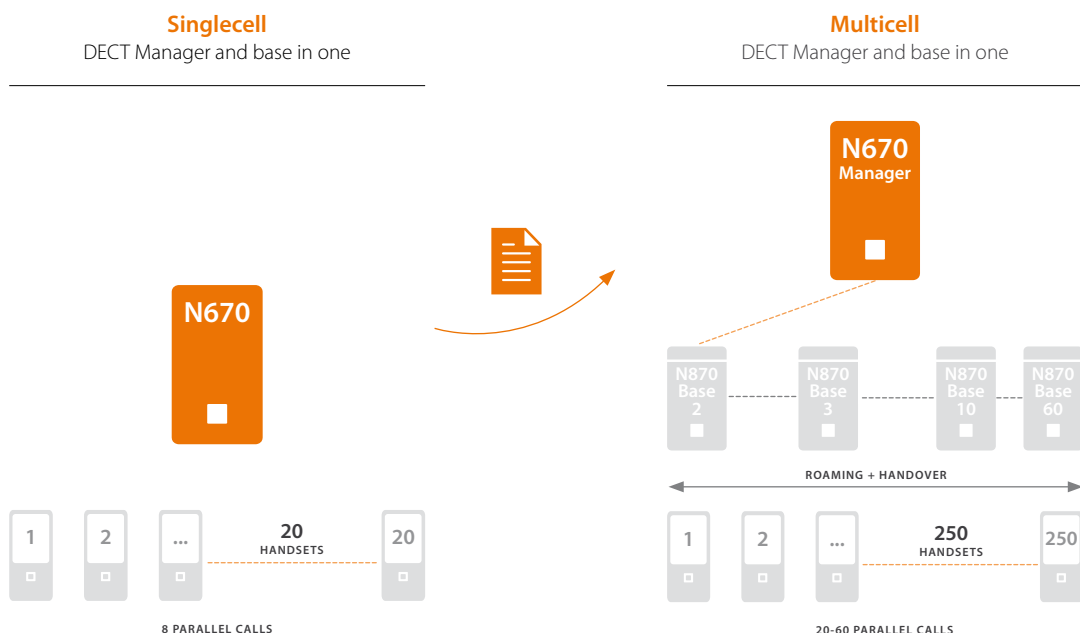 Singlecell
DECT Manager and base in one
N670
1
2
...
20
HANDSETS
20
8 PARALLEL CALLS
Multicell
DECT Manager and base in one
N670
Manager
N870
Base
2
N870
Base
3
N870
Base
10
N870
Base
60
ROAMING + HANDOVER
1
2
...
250
HANDSETS
250
20-60 PARALLEL CALLS